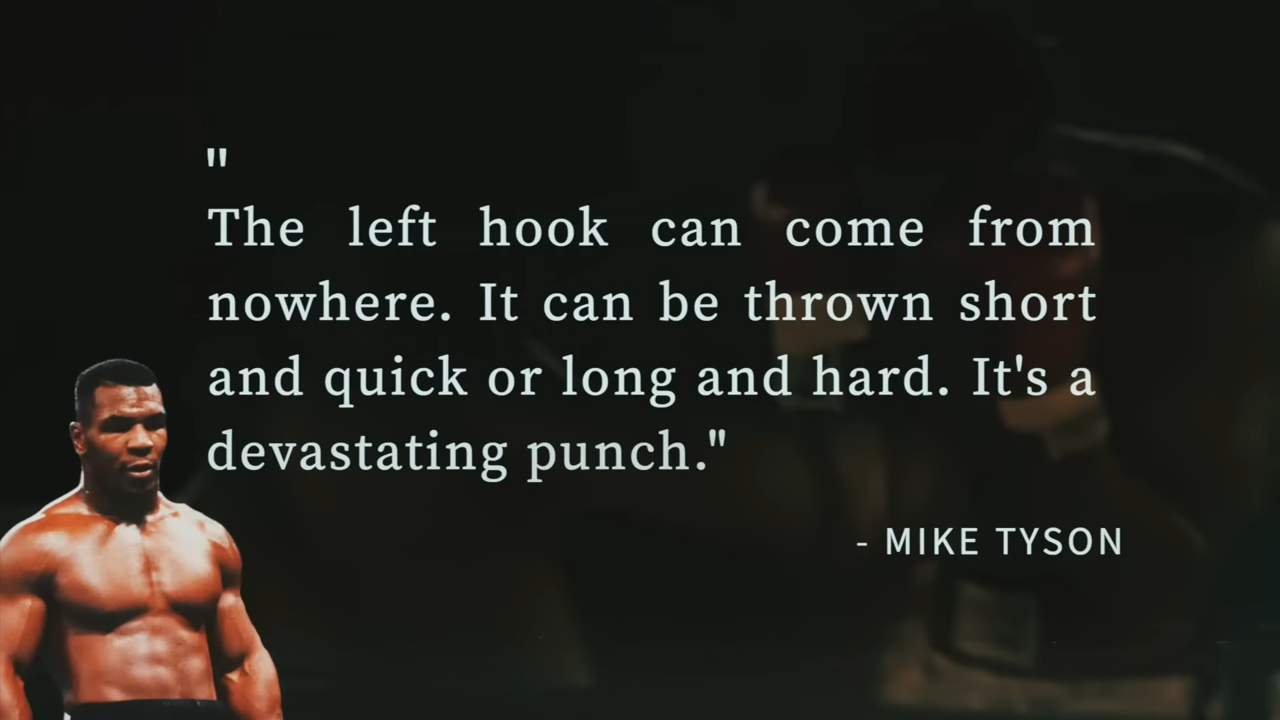 "
The left hook can come from
nowhere. It can be thrown short
and quick or long and hard. It's a
devastating punch."
- MIKE TYSON